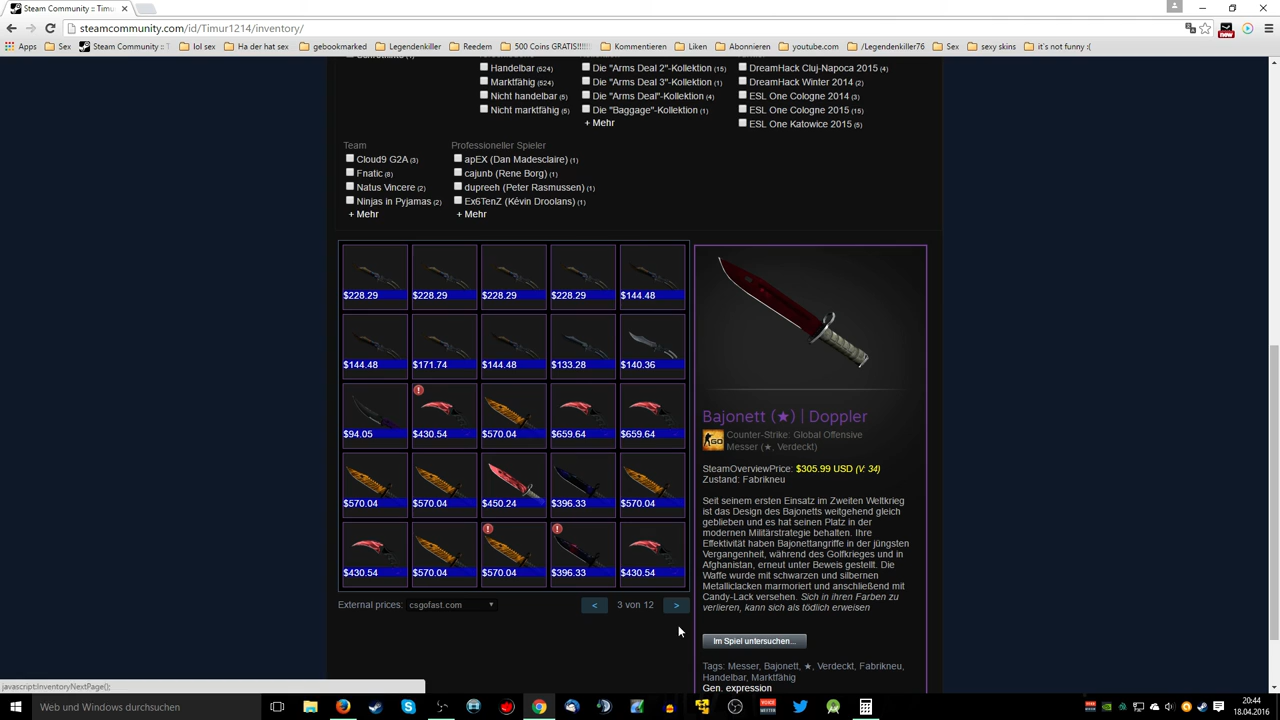 Steam Community :: Timur
steamcommunity.com/id/Timur1214/inventory/
Apps Sex Steam Community :: T lol sex Ha der hat sex gebookmarked Legendenkiller Reedem 500 Coins GRATIS!!!! Kommentieren Liken Abonnieren youtube.com /Legendenkiller76 Sex sexy skins it's not funny :(
new
Handelbar (524) Die "Arms Deal 2"-Kollektion (15) DreamHack Cluj-Napoca 2015 (4)
Marktfähig (524) Die "Arms Deal 3"-Kollektion (1) DreamHack Winter 2014 (2)
Nicht handelbar (5) Die "Arms Deal"-Kollektion (4) ESL One Cologne 2014 (3)
Nicht marktfähig (5) Die "Baggage"-Kollektion (1) ESL One Cologne 2015 (15)
+ Mehr ESL One Katowice 2015 (5)
Team Professioneller Spieler
Cloud9 G2A (3) apEX (Dan Madesclaire) (1)
Fnatic (8) cajunb (Rene Borg) (1)
Natus Vincere (2) dupreeh (Peter Rasmussen) (1)
Ninjas in Pyjamas (2) Ex6TenZ (Kévin Droolans) (1)
+ Mehr + Mehr
$228.29 $228.29 $228.29 $228.29 $144.48
$144.48 $171.74 $144.48 $133.28 $140.36
$94.05 $430.54 $570.04 $659.64 $659.64
$570.04 $570.04 $450.24 $396.33 $570.04
$430.54 $570.04 $570.04 $396.33 $430.54
External prices: csgofast.com < 3 von 12 >
Bajonett (★) | Doppler
Counter-Strike: Global Offensive
Messer (★, Verdeckt)
SteamOverviewPrice: $305.99 USD (V: 34)
Zustand: Fabrikneu
Seit seinem ersten Einsatz im Zweiten Weltkrieg
ist das Design des Bajonetts weitgehend gleich
geblieben und es hat seinen Platz in der
modernen Militärstrategie behalten. Ihre
Effektivität haben Bajonettangriffe in der jüngsten
Vergangenheit, während des Golfkrieges und in
Afghanistan, erneut unter Beweis gestellt. Die
Waffe wurde mit schwarzen und silbernen
Metalliclacken marmoriert und anschließend mit
Candy-Lack versehen. Sich in ihren Farben zu
verlieren, kann sich als tödlich erweisen
Im Spiel untersuchen...
Tags: Messer, Bajonett, ★, Verdeckt, Fabrikneu,
Handelbar, Marktfähig
Gen. expression
javascript:InventoryNextPage();
Web und Windows durchsuchen
20:44
18.04.2016